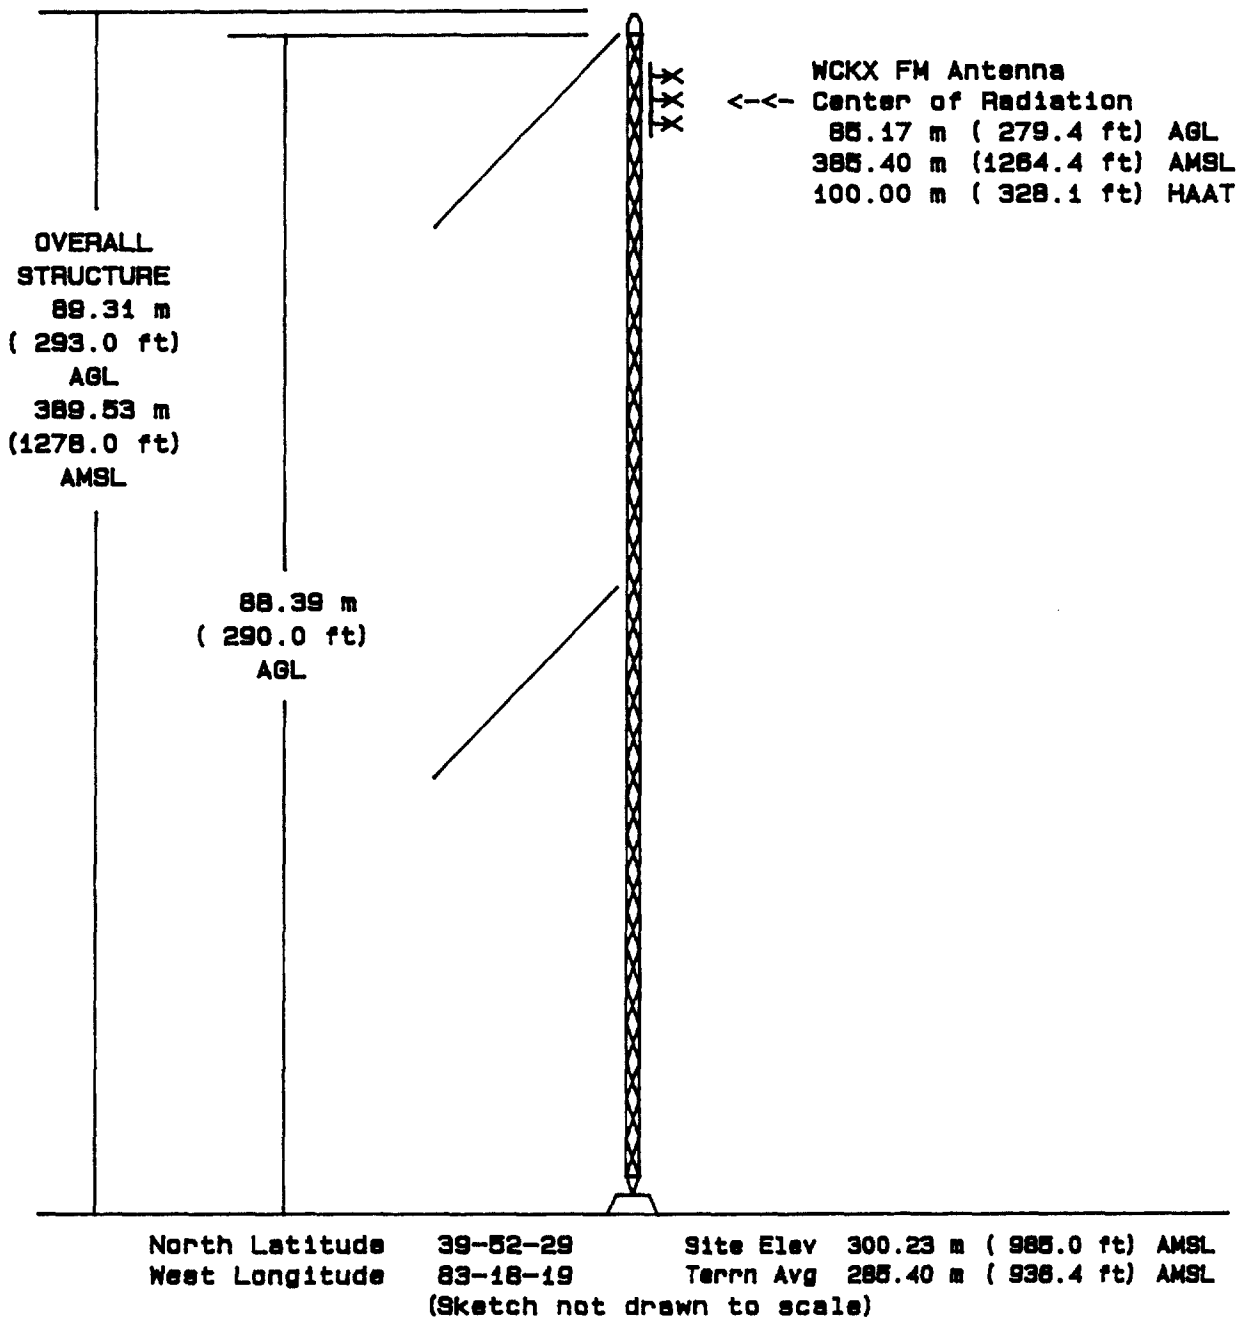 WCKX FM Antenna
<-<- Center of Radiation
85.17 m ( 279.4 ft) AGL
385.40 m (1264.4 ft) AMSL
100.00 m ( 328.1 ft) HAAT
OVERALL
STRUCTURE
89.31 m
( 293.0 ft)
AGL
389.53 m
(1278.0 ft)
AMSL
88.39 m
( 290.0 ft)
AGL
North Latitude 39-52-29
West Longitude 83-18-19
Site Elev 300.23 m ( 985.0 ft) AMSL
Terrn Avg 285.40 m ( 936.4 ft) AMSL
(Sketch not drawn to scale)